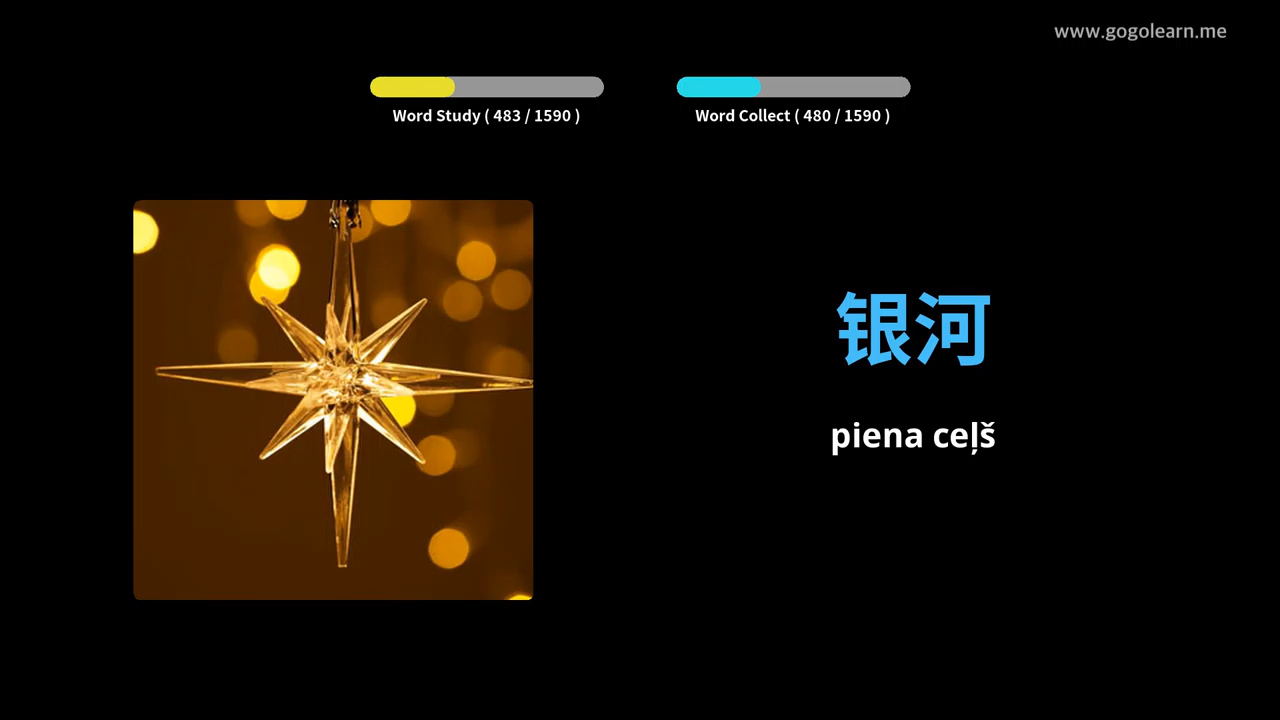 www.gogolearn.me
Word Study ( 483 / 1590 )
Word Collect ( 480 / 1590 )
银河
piena ceļš